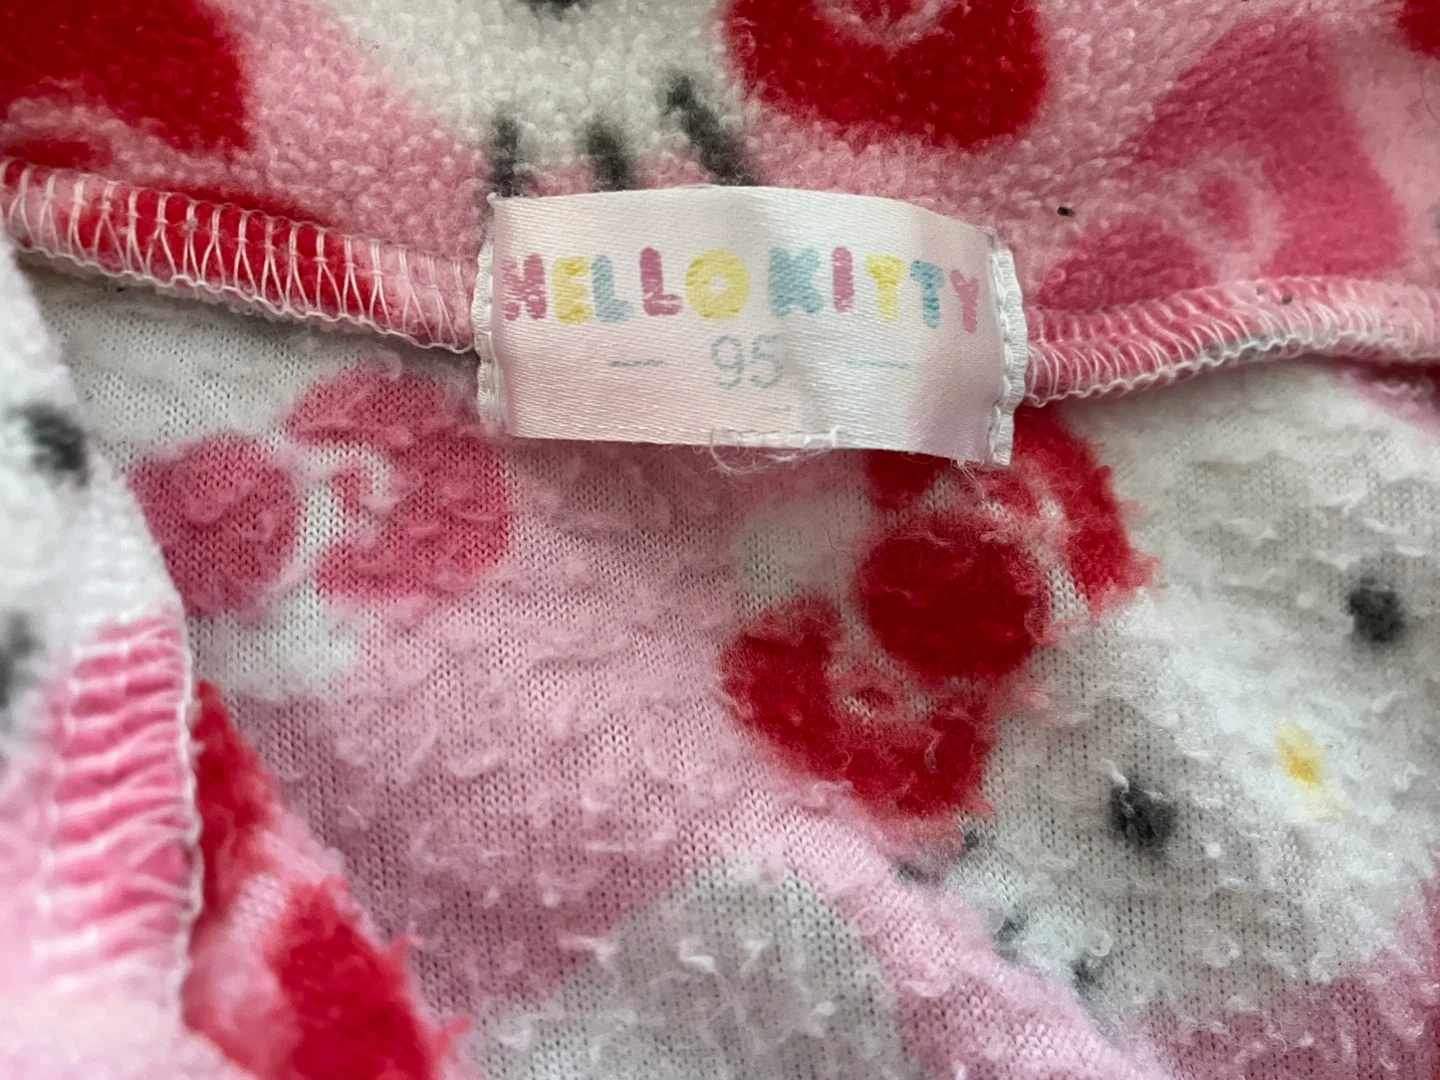 HELLO KITTY
— 95 —